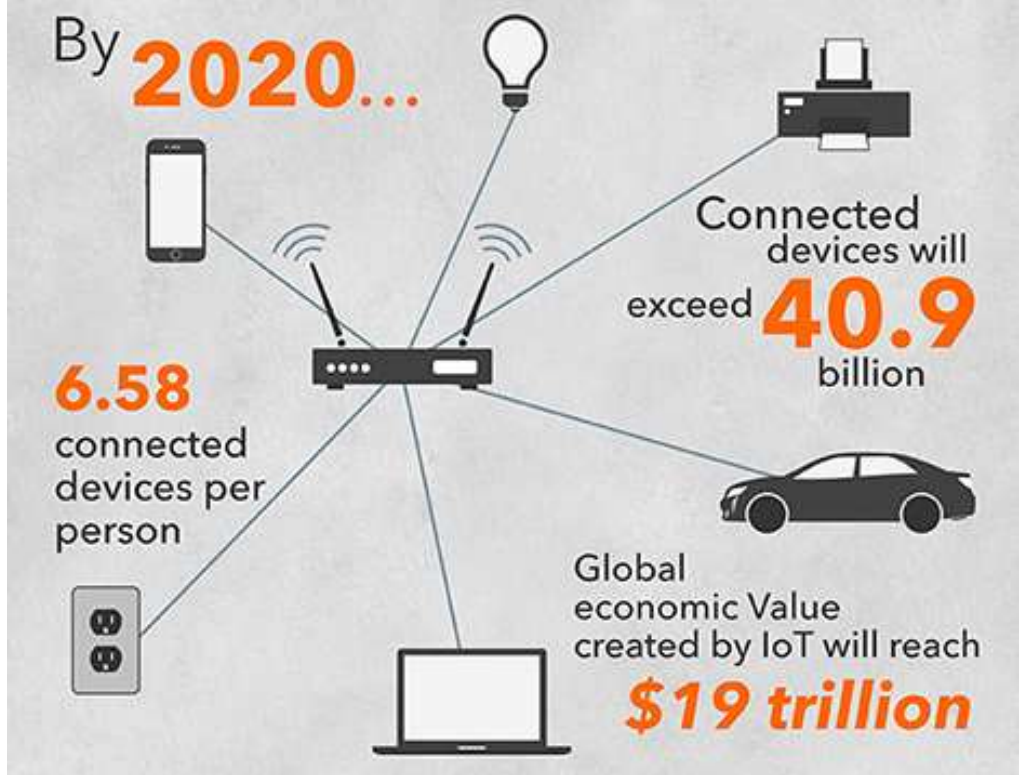 By 2020...
Connected
devices will
exceed 40.9
billion
6.58
connected
devices per
person
Global
economic Value
created by IoT will reach
$19 trillion